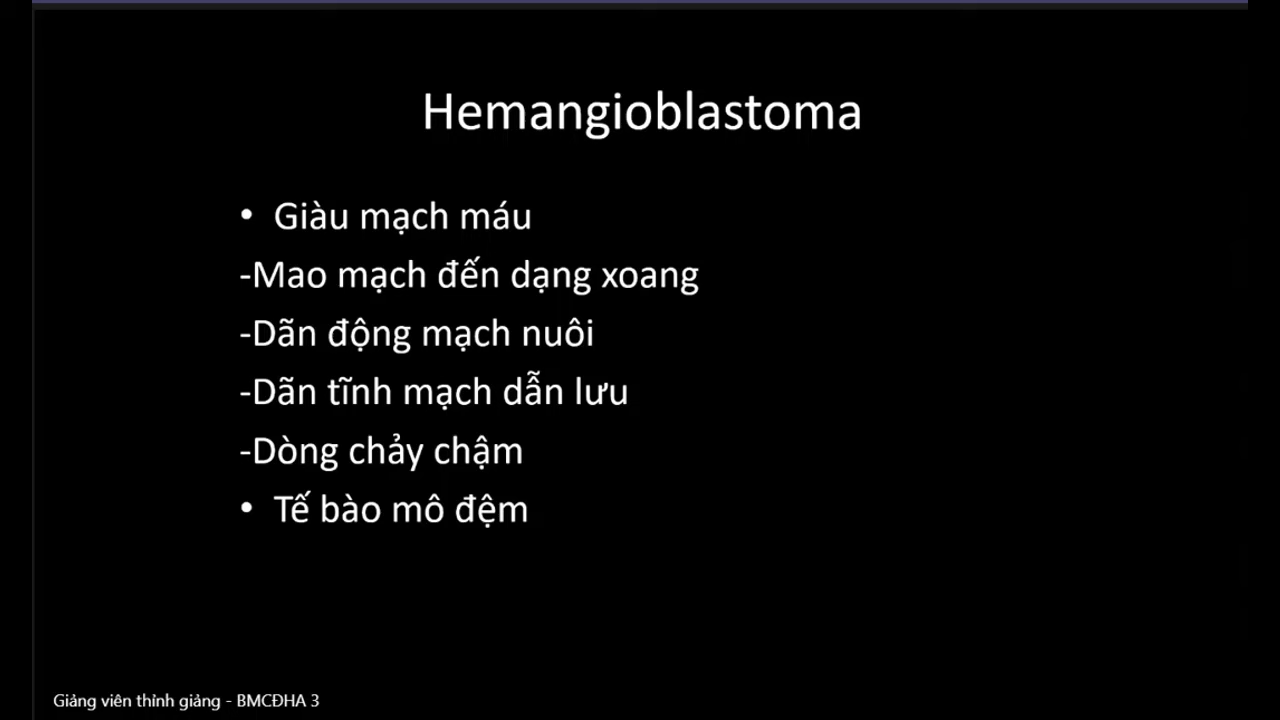 Hemangioblastoma
• Giàu mạch máu
-Mao mạch đến dạng xoang
-Dãn động mạch nuôi
-Dãn tĩnh mạch dẫn lưu
-Dòng chảy chậm
• Tế bào mô đệm
Giảng viên thỉnh giảng - BMCĐHA 3